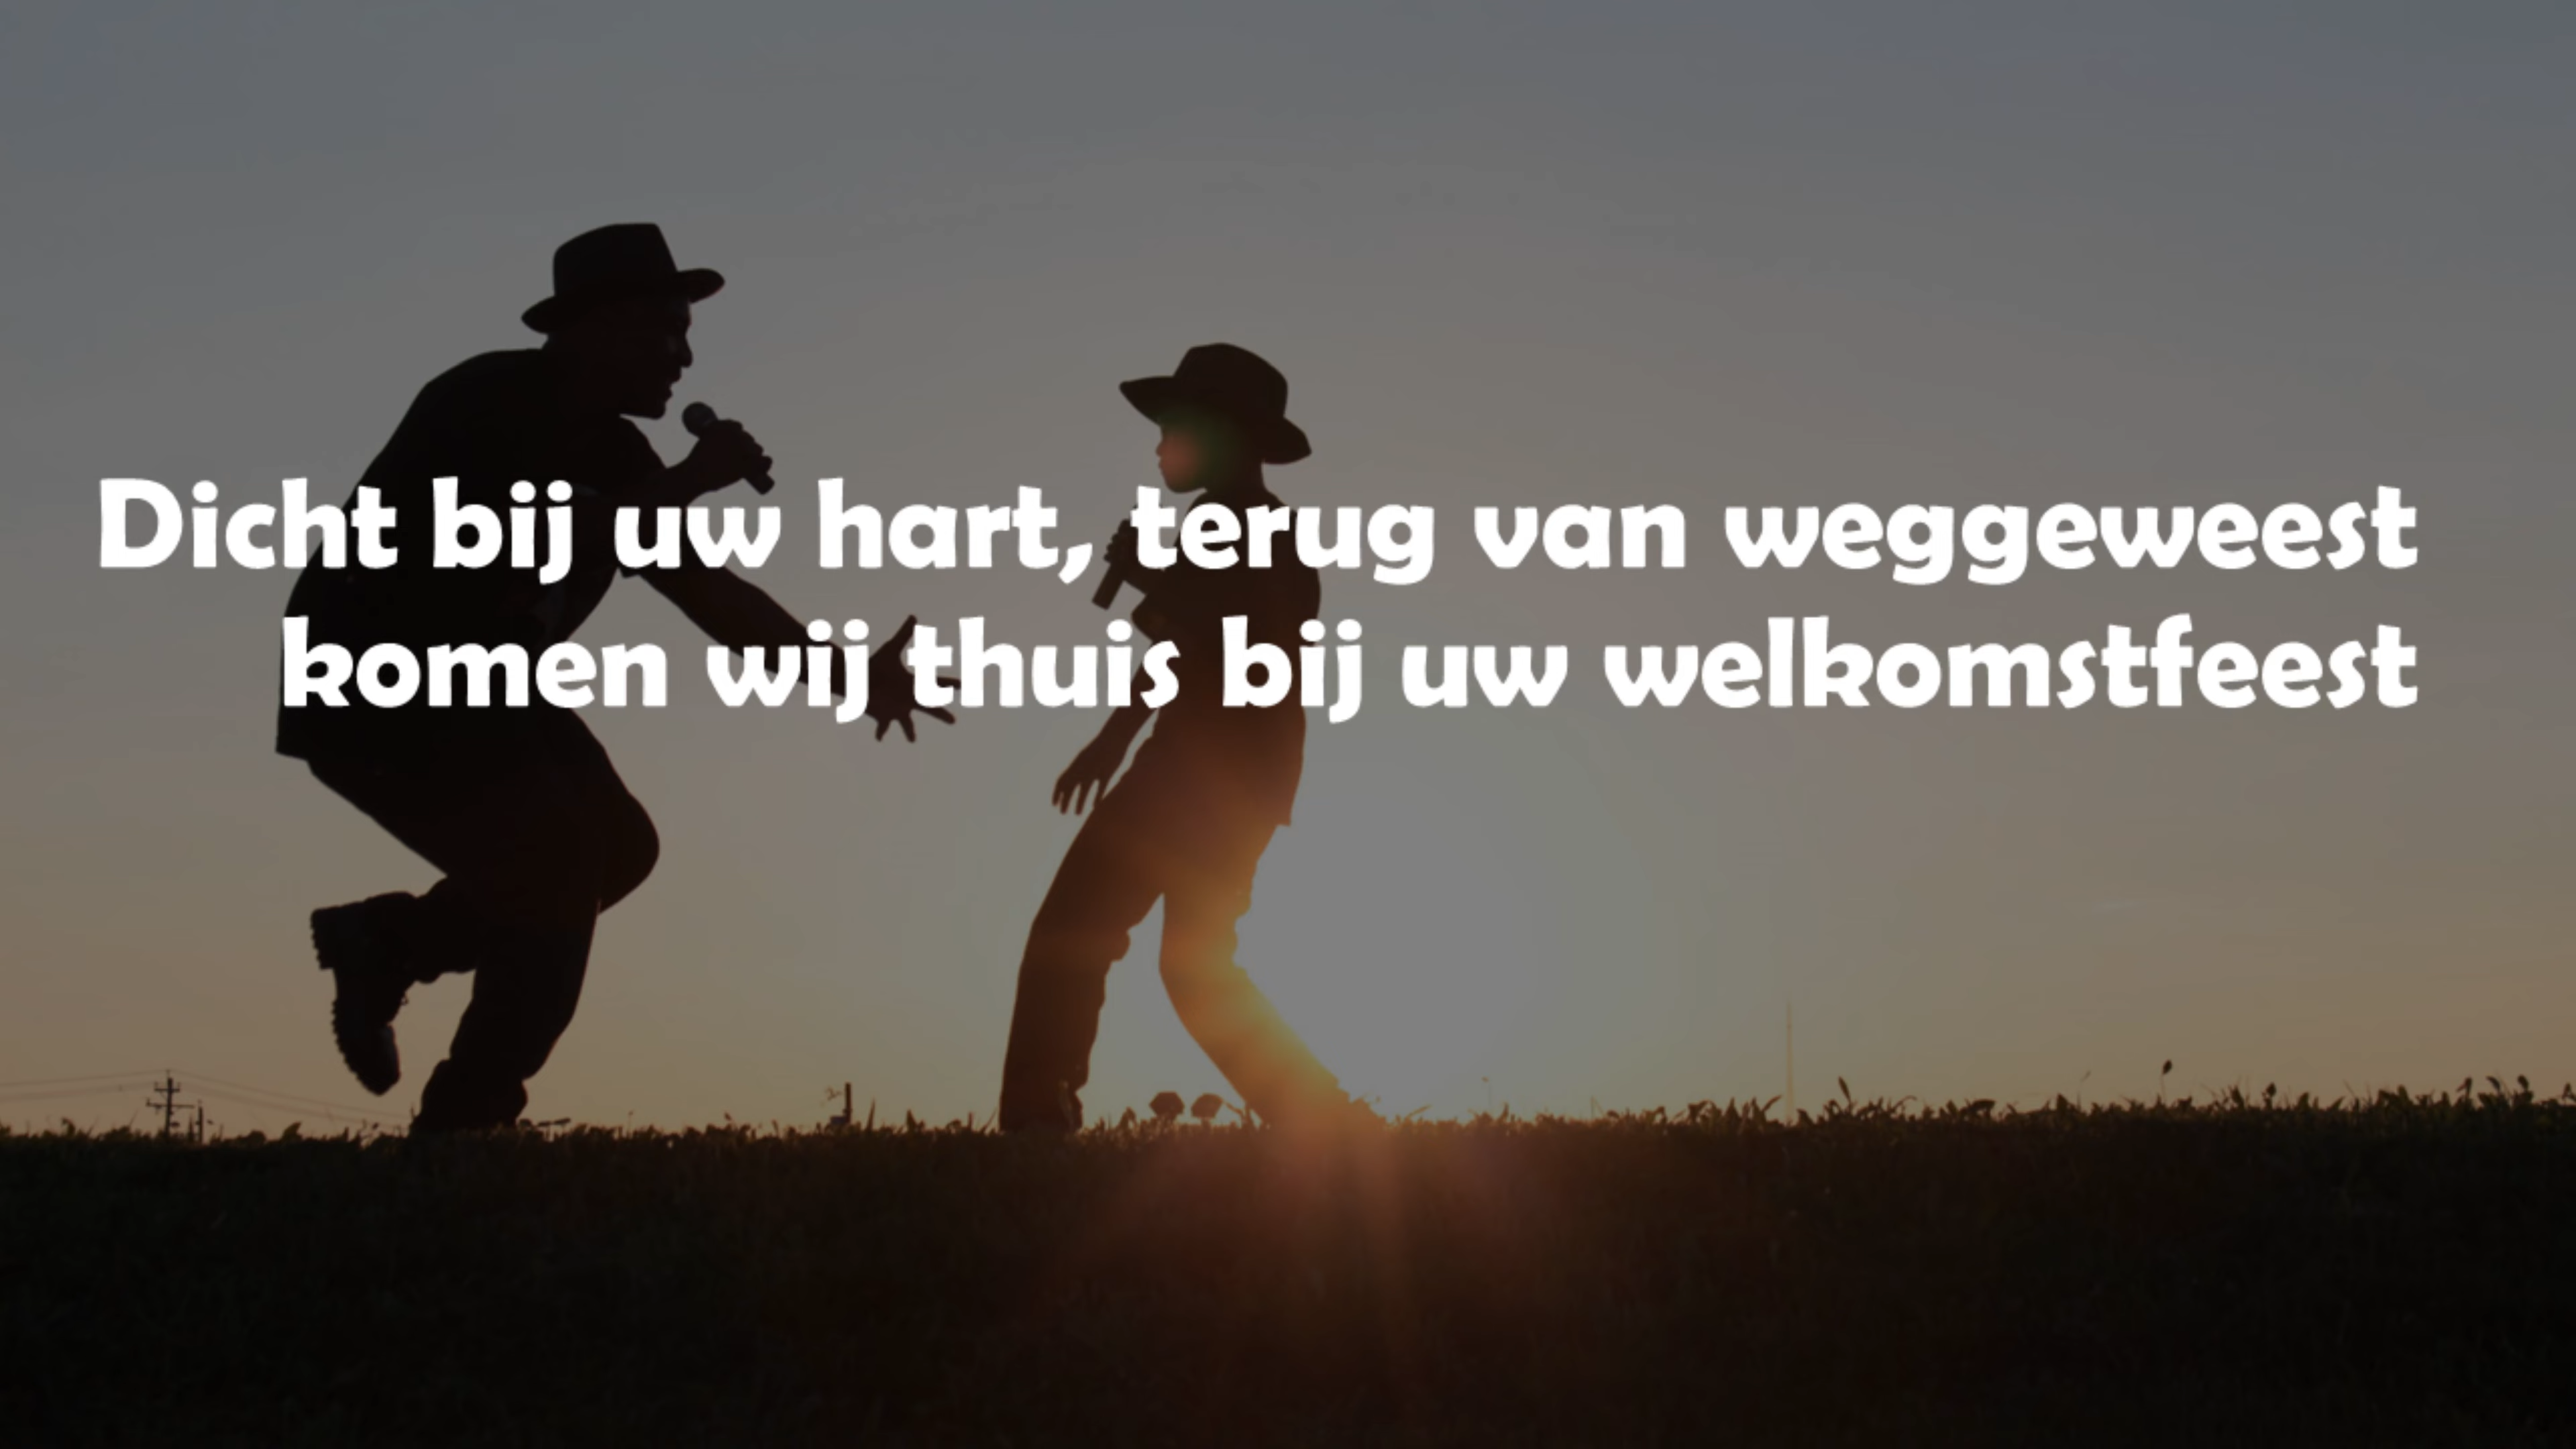 Dicht bij uw hart, terug van weggeweest
komen wij thuis bij uw welkomstfeest